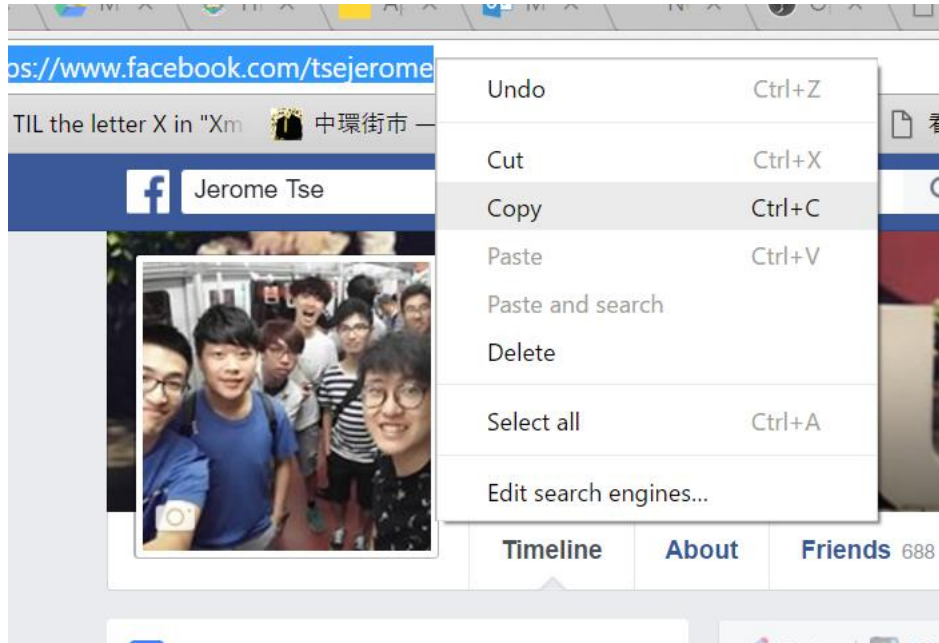 ps://www.facebook.com/tsejerome
TIL the letter X in "Xm
中環街市 —
Jerome Tse
Undo Ctrl+Z
Cut Ctrl+X
Copy Ctrl+C
Paste Ctrl+V
Paste and search
Delete
Select all Ctrl+A
Edit search engines...
Timeline About Friends 688